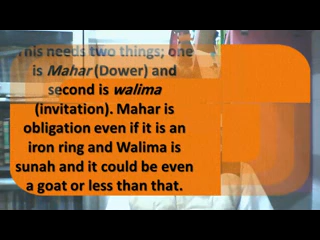 This needs two things; one
is Mahar (Dower) and
second is walima
(invitation). Mahar is
obligation even if it is an
iron ring and Walima is
sunah and it could be even
a goat or less than that.